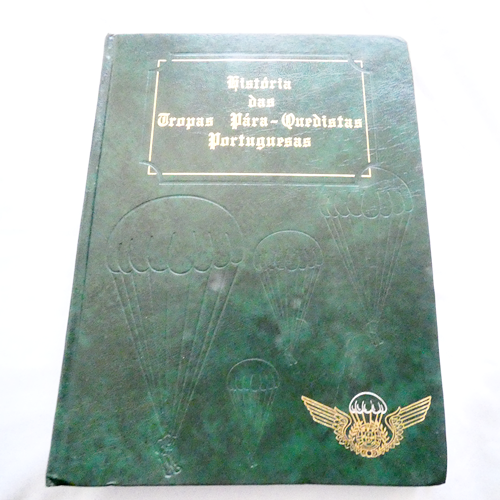 História
das
Tropas Pára-Quedistas
Portuguesas